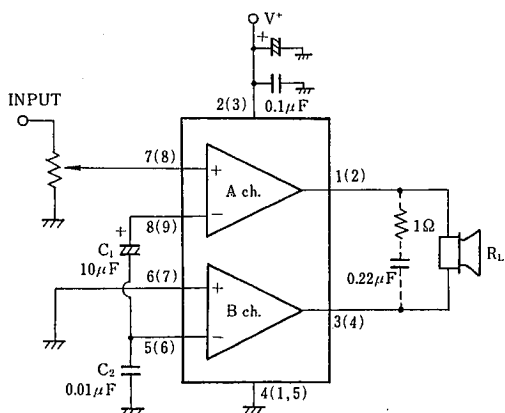 V+
+
2(3)
0.1μF
INPUT
7(8)
+
A ch.
−
1(2)
8(9)
+
C1
10μF
1Ω
RL
0.22μF
6(7)
+
B ch.
−
3(4)
5(6)
C2
0.01μF
4(1,5)